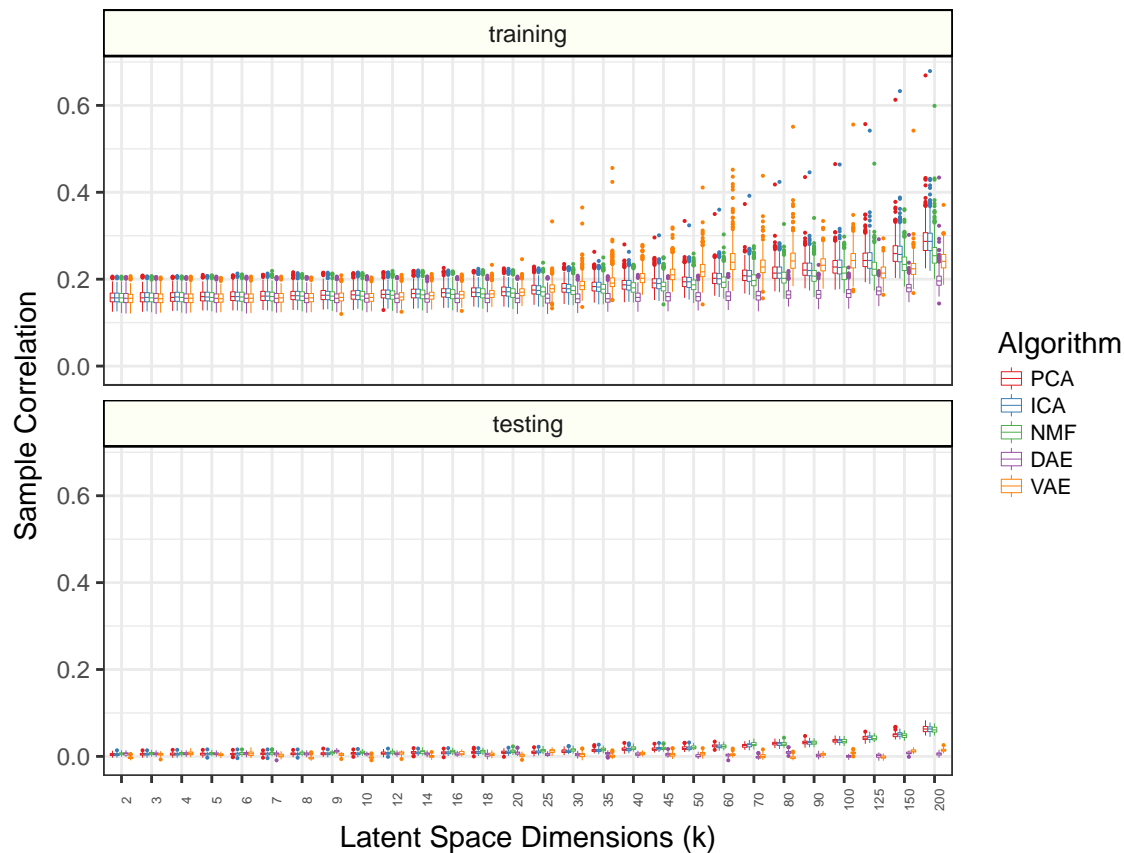 training
0.6
0.4
0.2
0.0
testing
0.6
0.4
0.2
0.0
Sample Correlation
2 3 4 5 6 7 8 9 10 12 14 16 18 20 25 30 35 40 45 50 60 70 80 90 100 125 150 200
Latent Space Dimensions (k)
Algorithm
PCA
ICA
NMF
DAE
VAE